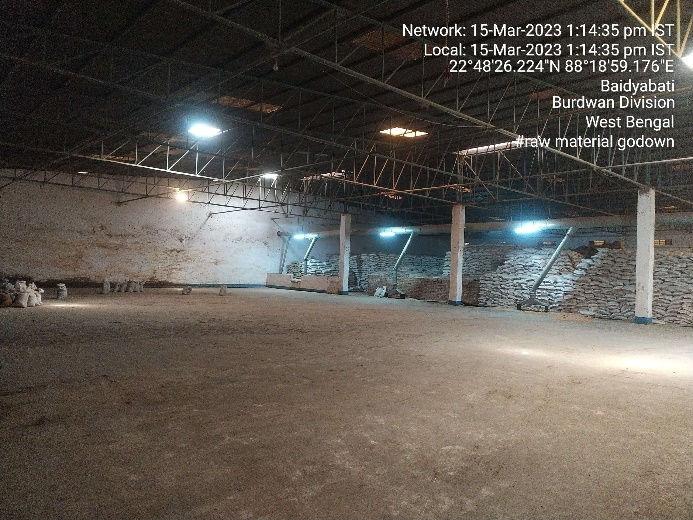 Network: 15-Mar-2023 1:14:35 pm IST
Local: 15-Mar-2023 1:14:35 pm IST
22°48'26.224"N 88°18'59.176"E
Baidyabati
Burdwan Division
West Bengal
#raw material godown